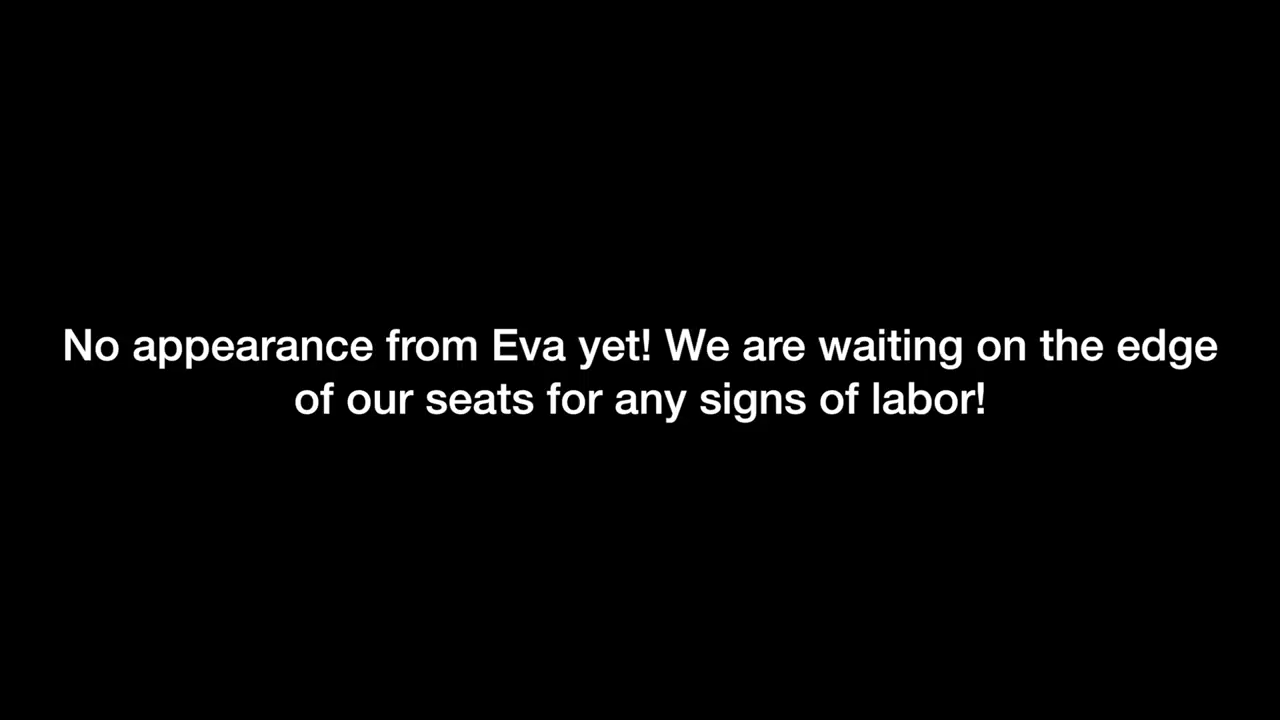 No appearance from Eva yet! We are waiting on the edge
of our seats for any signs of labor!